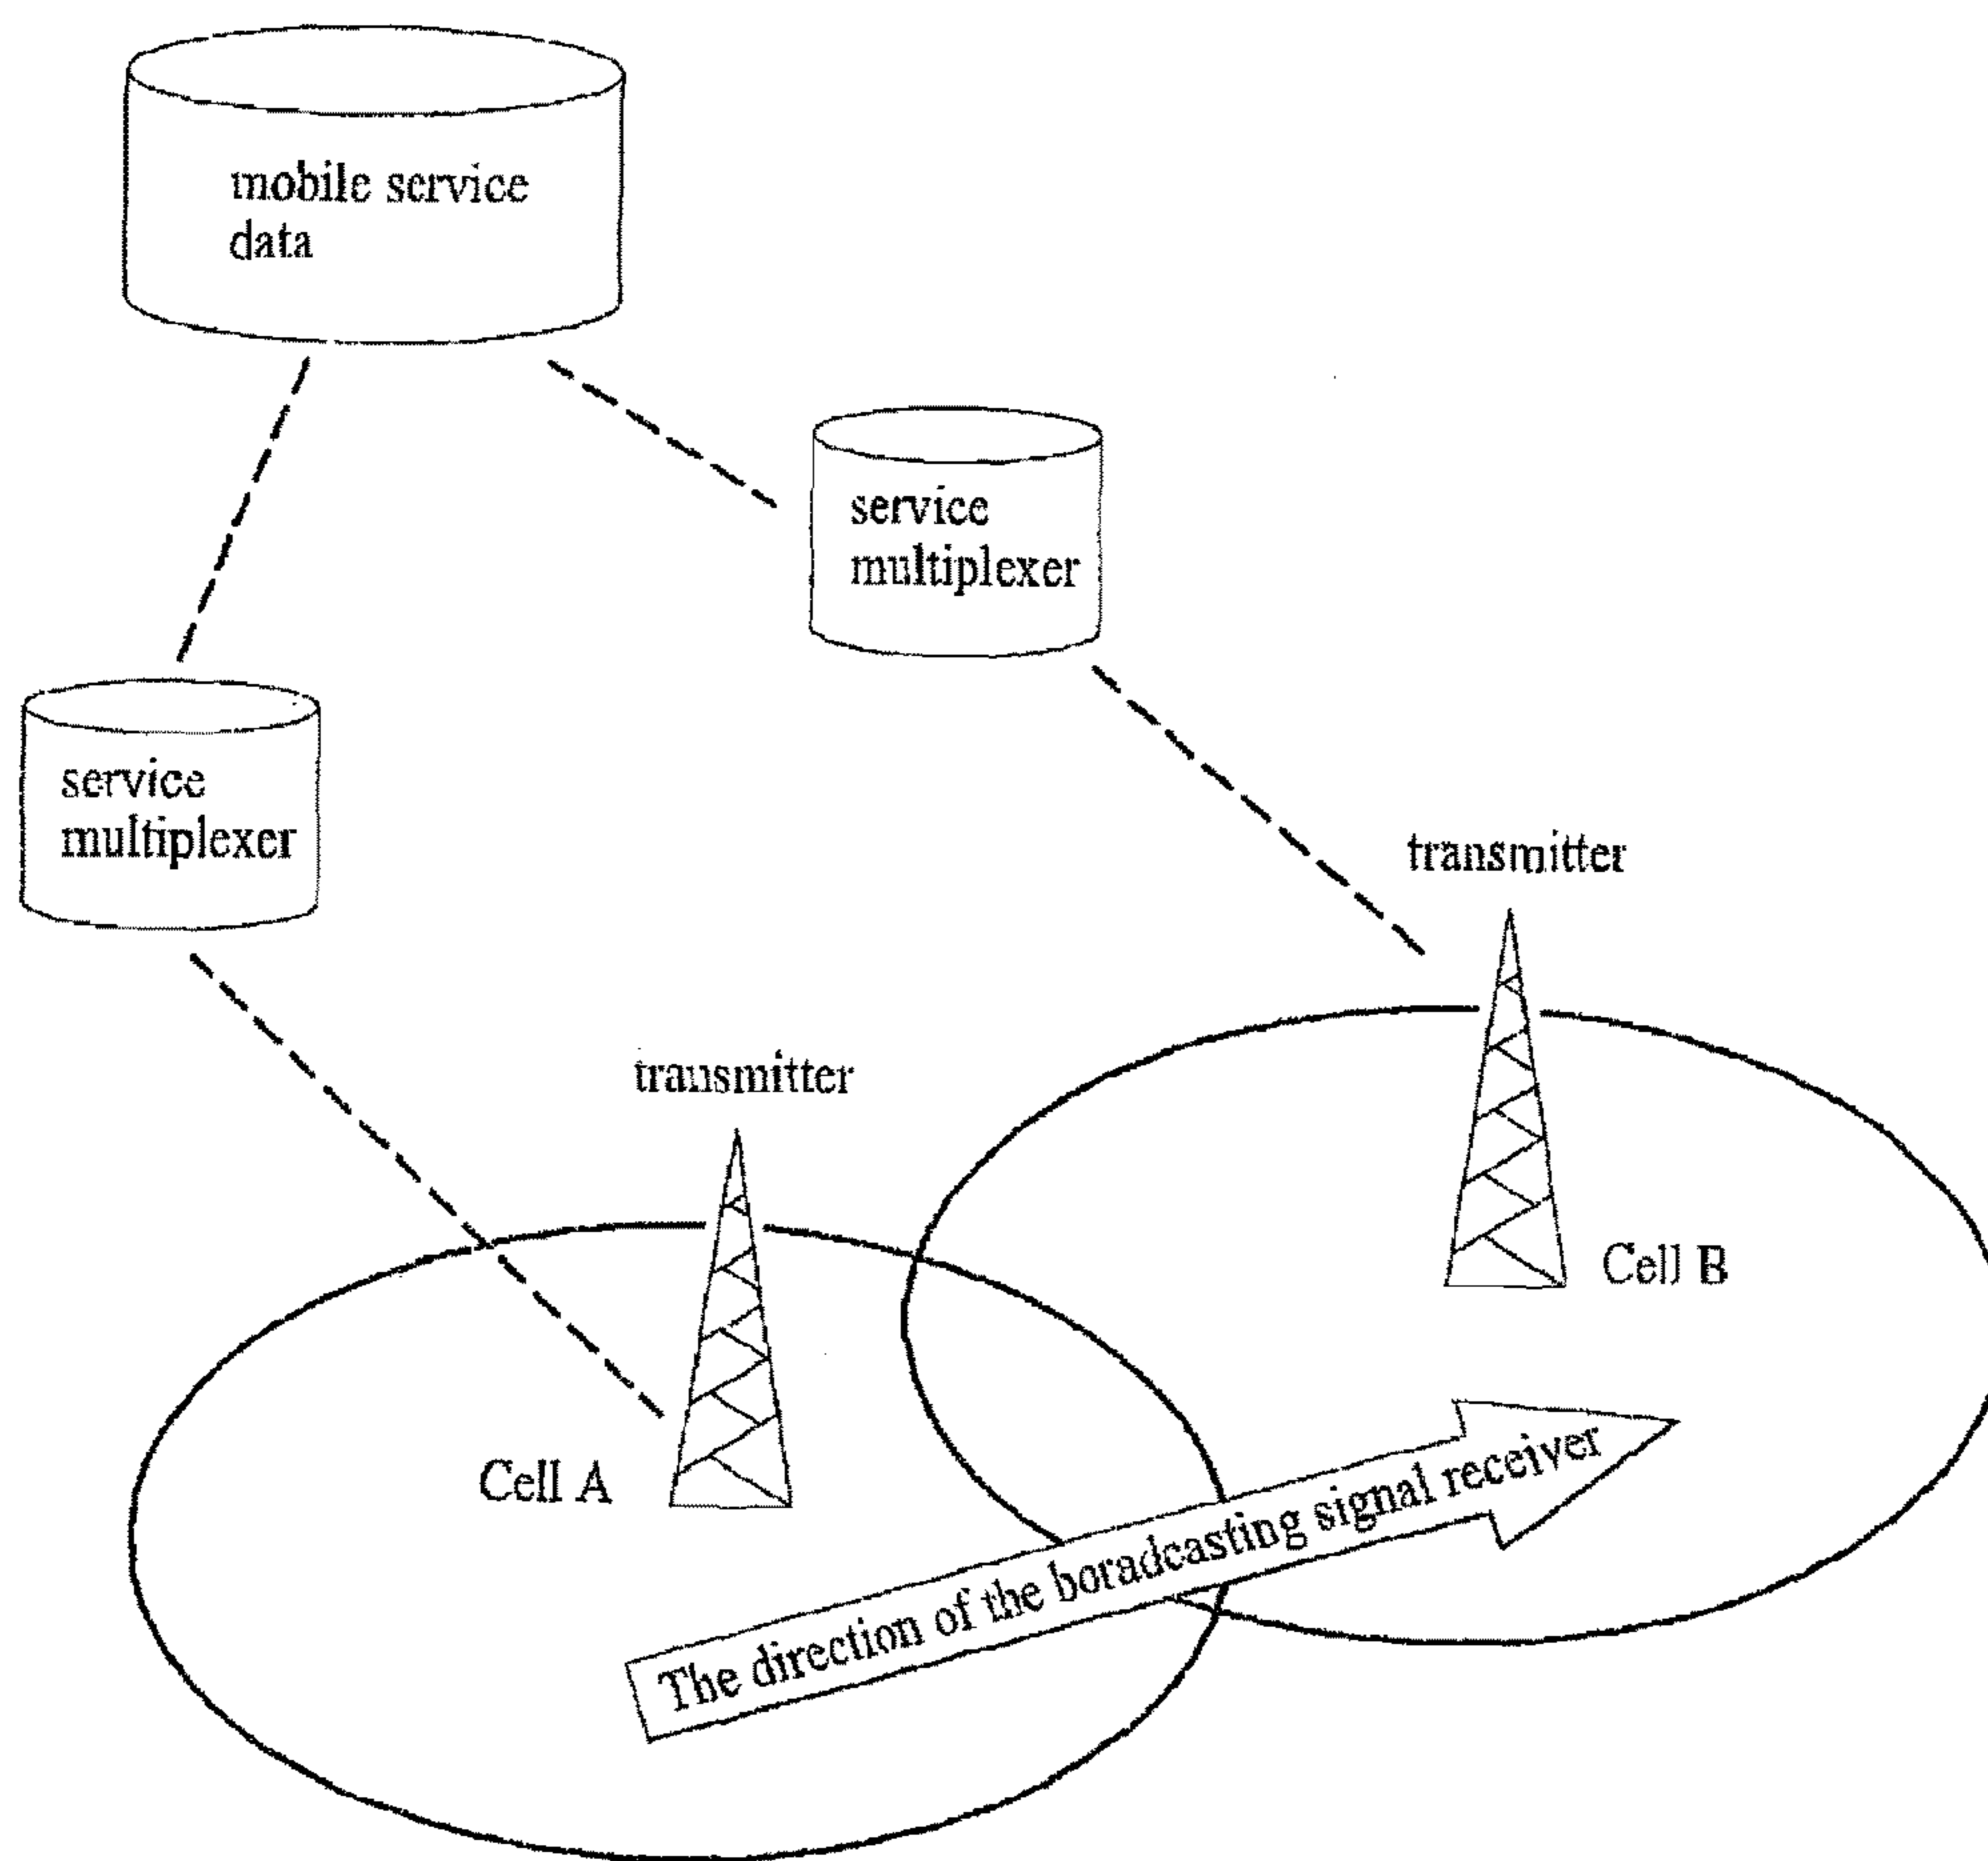 mobile service
data
service
multiplexer
service
multiplexer
transmitter
transmitter
Cell B
Cell A
The direction of the boradcasting signal receiver